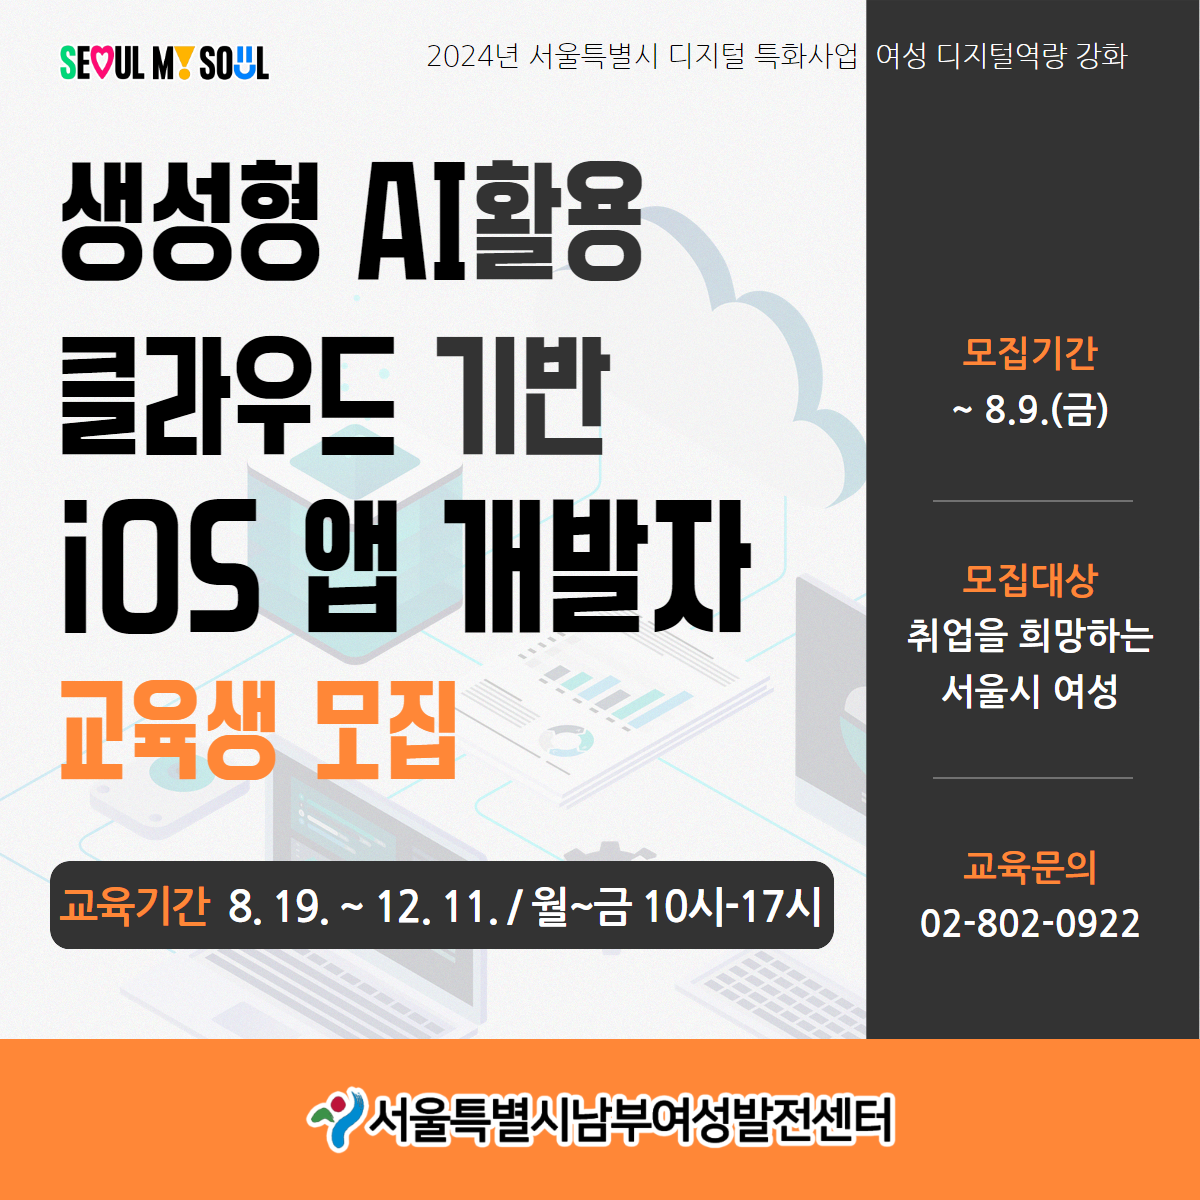 SEOUL MY SOUL
2024년 서울특별시 디지털 특화사업 여성 디지털역량 강화
생성형 AI활용
클라우드 기반
iOS 앱 개발자
교육생 모집
교육기간 8. 19. ~ 12. 11. / 월~금 10시-17시
모집기간
~ 8.9.(금)
모집대상
취업을 희망하는
서울시 여성
교육문의
02-802-0922
서울특별시남부여성발전센터